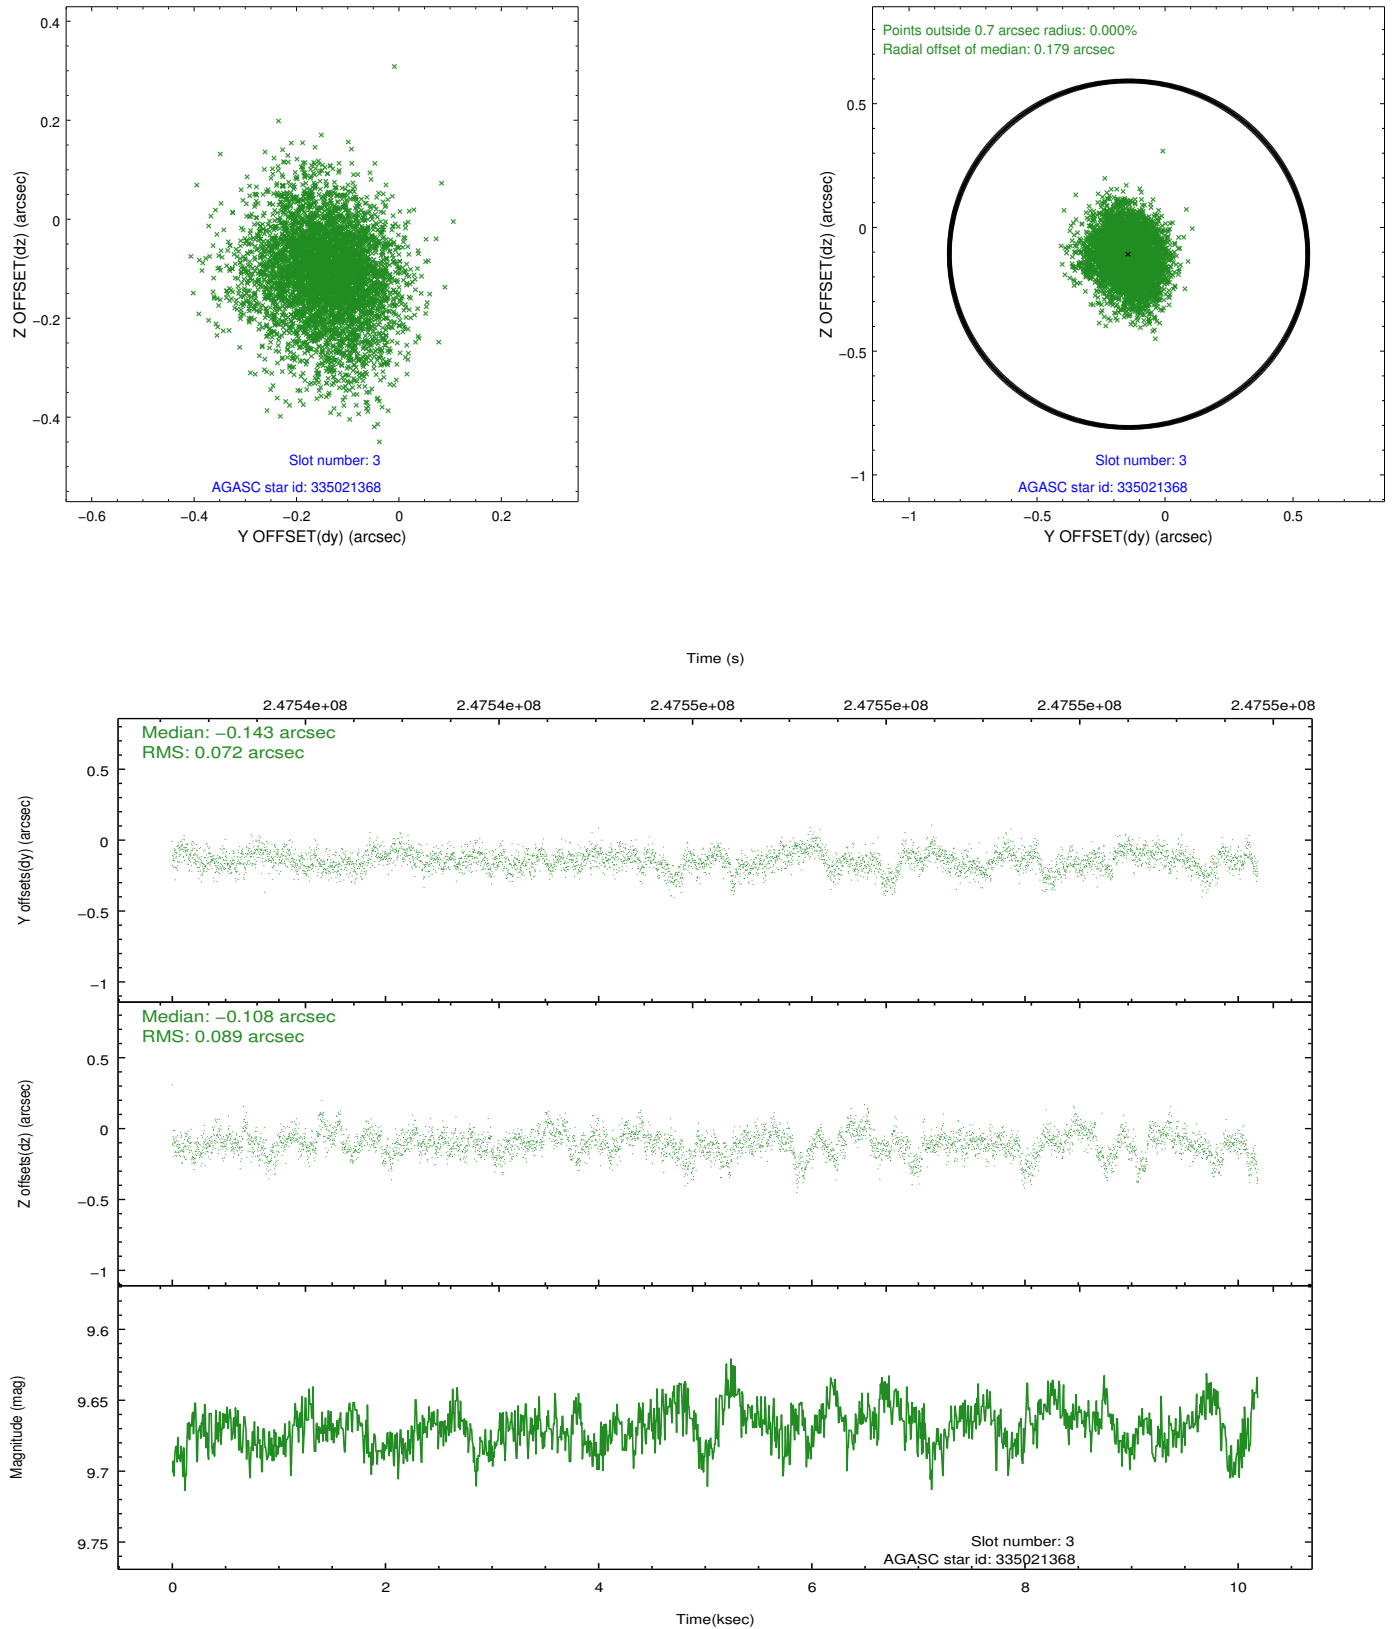 0.4
0.2
0
−0.2
−0.4
Z OFFSET(dz) (arcsec)
Slot number: 3
AGASC star id: 335021368
−0.6
−0.4
−0.2
0
0.2
Y OFFSET(dy) (arcsec)
Points outside 0.7 arcsec radius: 0.000%
Radial offset of median: 0.179 arcsec
0.5
0
−0.5
−1
Z OFFSET(dz) (arcsec)
Slot number: 3
AGASC star id: 335021368
−1
−0.5
0
0.5
Y OFFSET(dy) (arcsec)
Time (s)
2.4754e+08
2.4754e+08
2.4755e+08
2.4755e+08
2.4755e+08
2.4755e+08
Median: −0.143 arcsec
RMS: 0.072 arcsec
0.5
0
−0.5
−1
Y offsets(dy) (arcsec)
Median: −0.108 arcsec
RMS: 0.089 arcsec
0.5
0
−0.5
−1
Z offsets(dz) (arcsec)
9.6
9.65
9.7
9.75
Magnitude (mag)
Slot number: 3
AGASC star id: 335021368
0
2
4
6
8
10
Time(ksec)